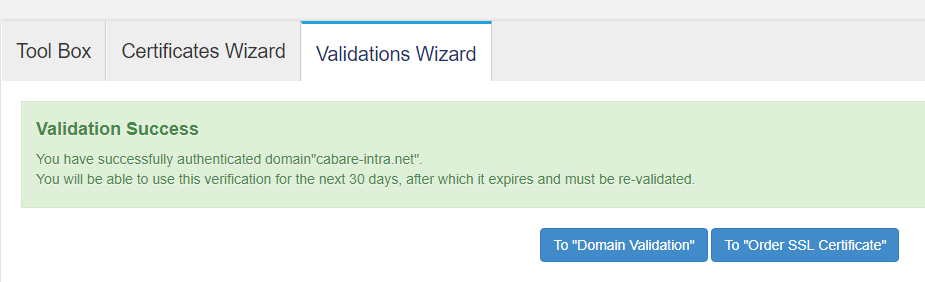 Tool Box
Certificates Wizard
Validations Wizard
Validation Success
You have successfully authenticated domain"cabare-intra.net".
You will be able to use this verification for the next 30 days, after which it expires and must be re-validated.
To "Domain Validation"
To "Order SSL Certificate"